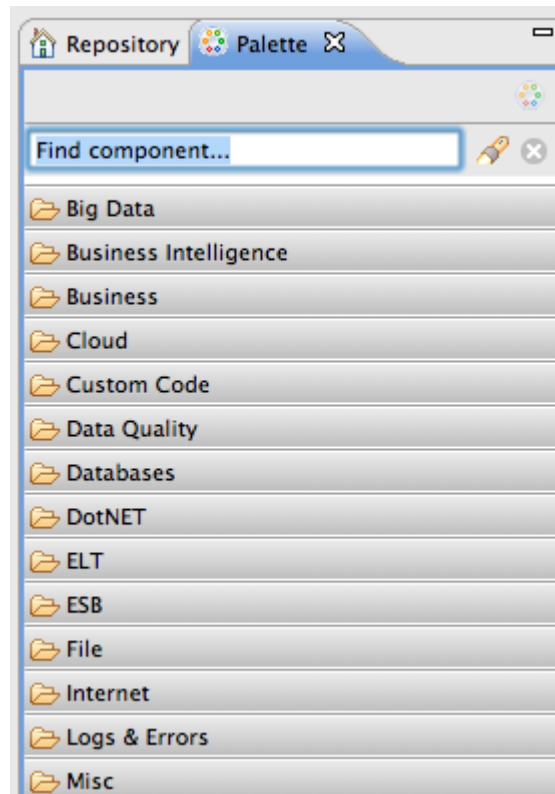 Repository Palette
Find component...
Big Data
Business Intelligence
Business
Cloud
Custom Code
Data Quality
Databases
DotNET
ELT
ESB
File
Internet
Logs & Errors
Misc